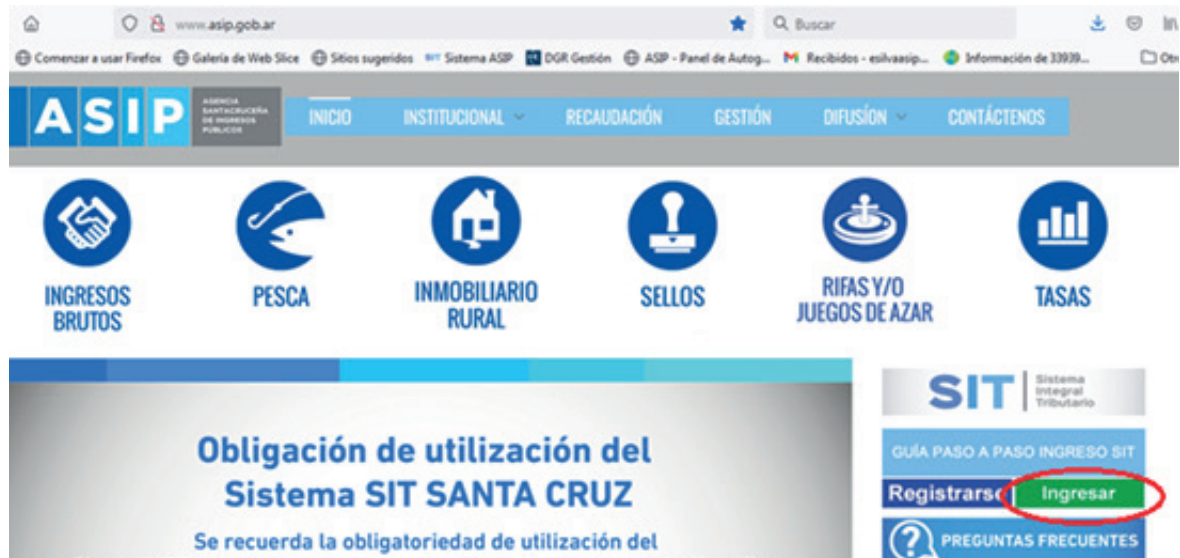 www.asip.gob.ar
Buscar
Comenzar a usar Firefox Galería de Web Slice Sitios sugeridos SIT Sistema ASIP DGR Gestión ASIP - Panel de Autog... Recibidos - esilvaasip... Información de 33939...
ASIP AGENCIA SANTACRUCEÑA DE INGRESOS PÚBLICOS
INICIO INSTITUCIONAL RECAUDACIÓN GESTIÓN DIFUSÍON CONTÁCTENOS
INGRESOS
BRUTOS
PESCA
INMOBILIARIO
RURAL
SELLOS
RIFAS Y/O
JUEGOS DE AZAR
TASAS
Obligación de utilización del
Sistema SIT SANTA CRUZ
Se recuerda la obligatoriedad de utilización del
SIT Sistema
Integral
Tributario
GUÍA PASO A PASO INGRESO SIT
Registrarse Ingresar
PREGUNTAS FRECUENTES